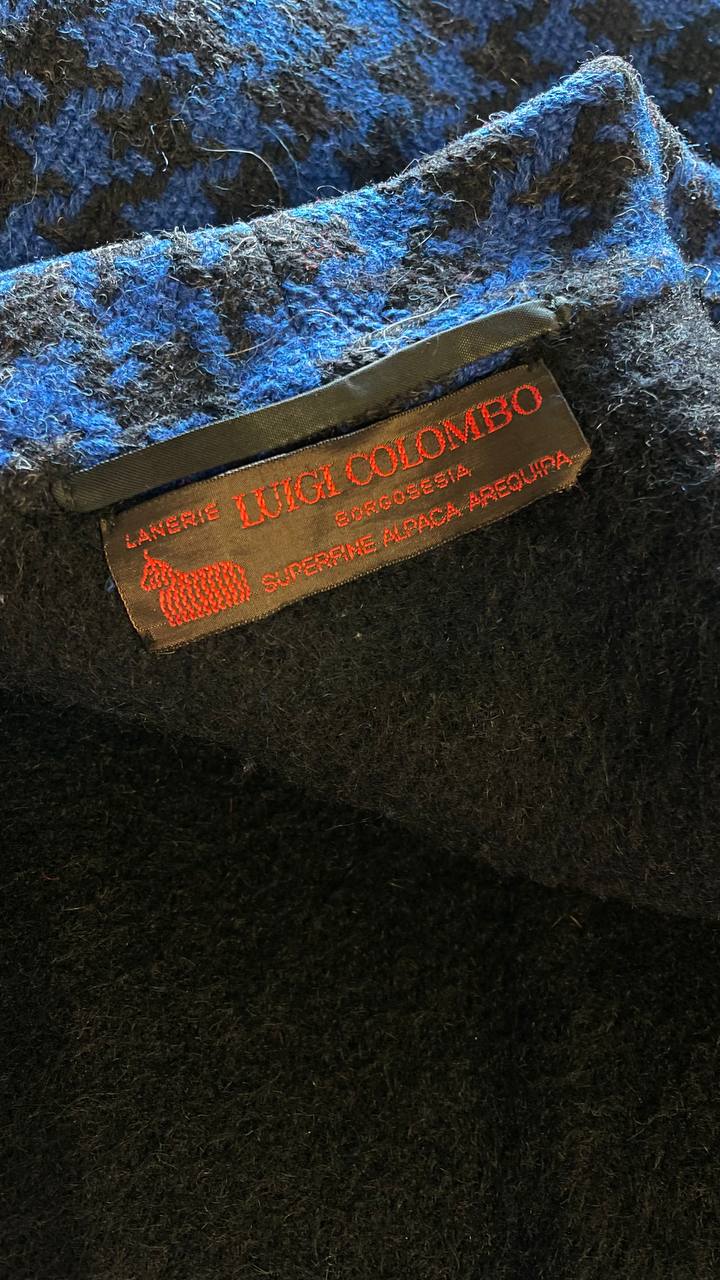 LANERIE LUIGI COLOMBO
BORGOSESIA
SUPERFINE ALPACA, AREQUIPA